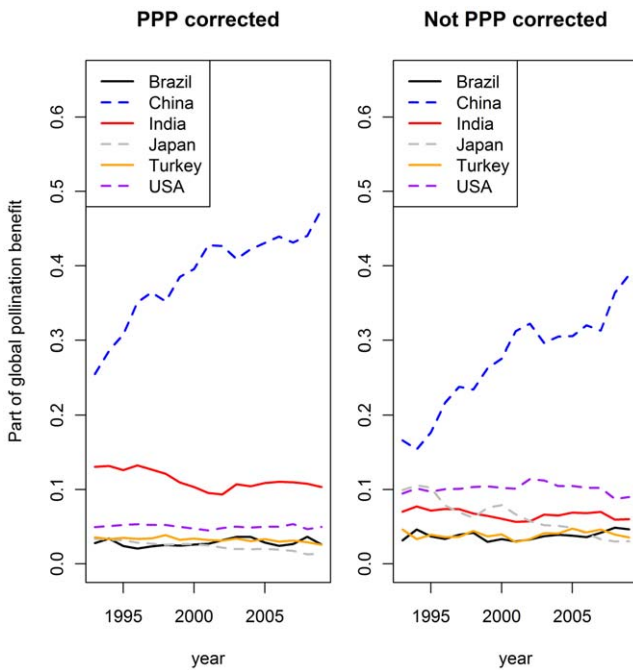 PPP corrected
Not PPP corrected
Part of global pollination benefit
0.6
0.5
0.4
0.3
0.2
0.1
0.0
Brazil
China
India
Japan
Turkey
USA
1995
2000
2005
year
0.6
0.5
0.4
0.3
0.2
0.1
0.0
Brazil
China
India
Japan
Turkey
USA
1995
2000
2005
year